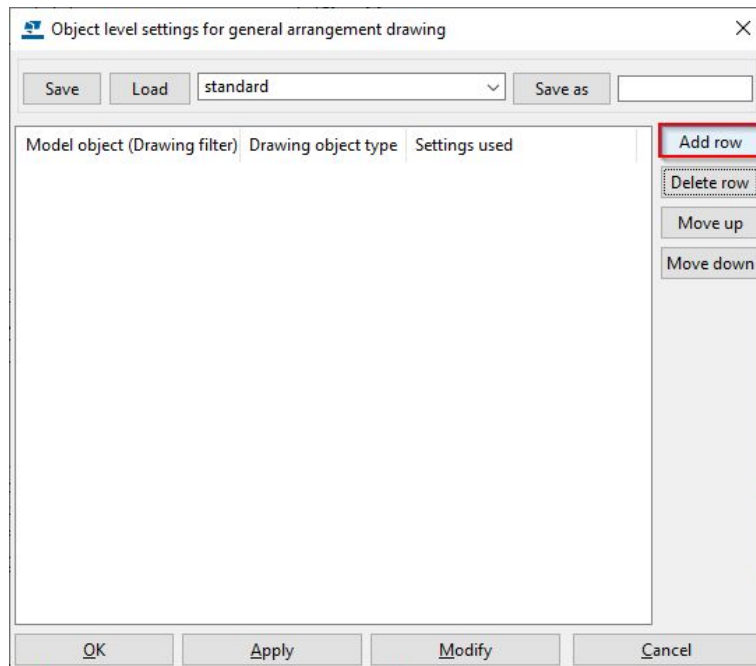 Object level settings for general arrangement drawing
Save Load standard Save as
Model object (Drawing filter) Drawing object type Settings used
Add row
Delete row
Move up
Move down
OK Apply Modify Cancel